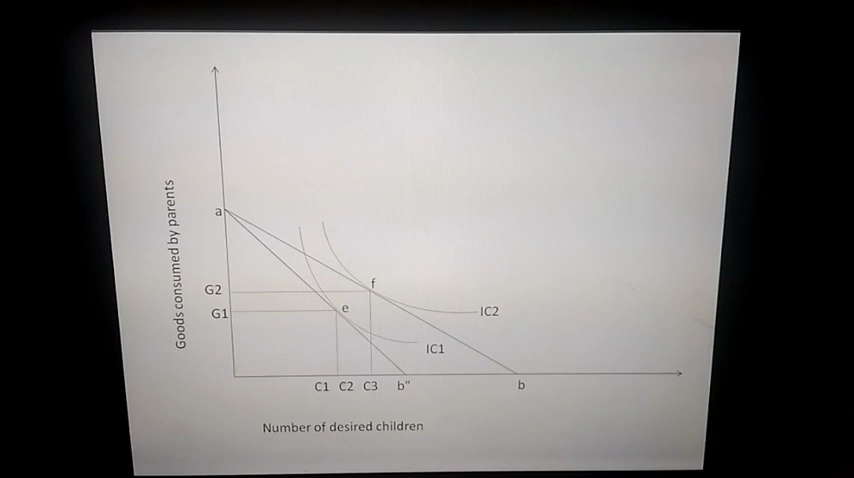 Goods consumed by parents
a
f
G2
e
G1
IC2
IC1
C1 C2 C3 b" b
Number of desired children